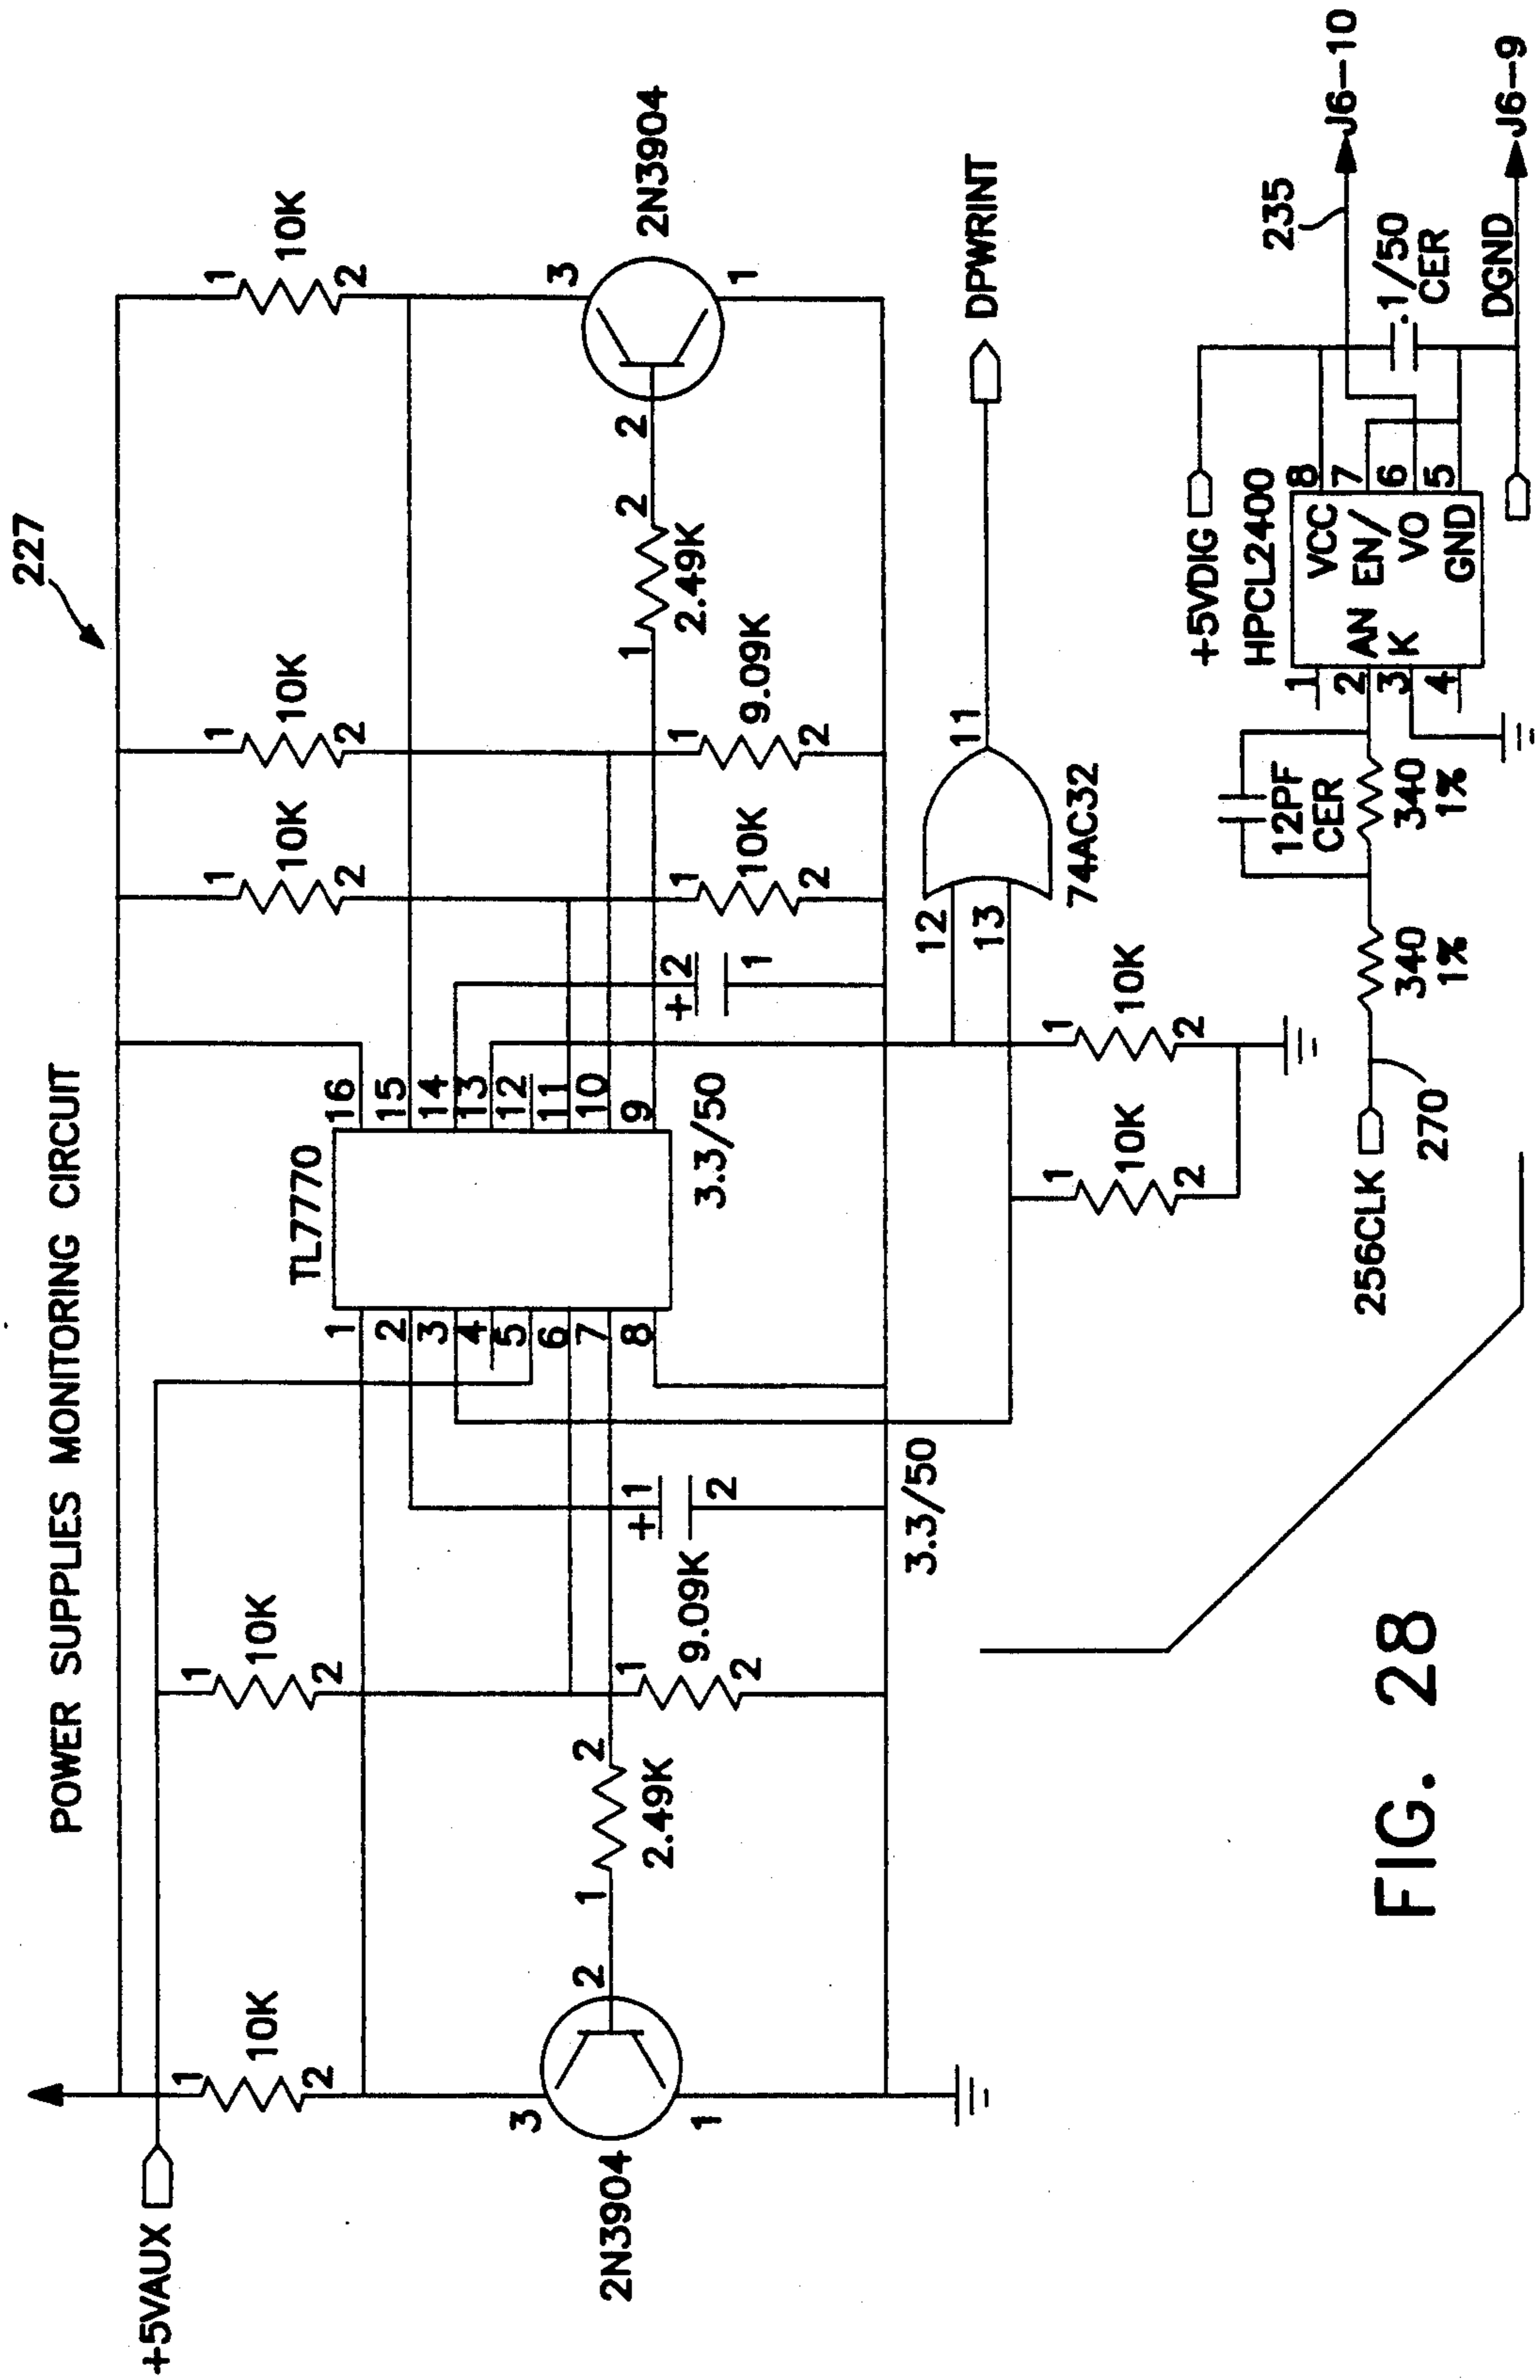 POWER SUPPLIES MONITORING CIRCUIT
227
+5VAUX
1
10K
2
3
2N3904
1
2
1
2.49K
2
1
10K
2
1
9.09K
2
+1
2
3.3/50
TL7770
1
2
3
4
5
6
7
8
16
15
14
13
12
11
10
9
3.3/50
+2
1
1
10K
2
1
10K
2
1
10K
2
1
9.09K
2
1
2.49K
2
1
10K
2
2
3
1
2N3904
1
10K
2
1
10K
2
12
13
11
74AC32
DPWRINT
256CLK
270
340
1%
12PF
CER
340
1%
+5VDIG
HPCL2400
1
2
3
4
AN
K
VCC
EN/
VO
GND
8
7
6
5
.1/50
CER
235
J6-10
DGND
J6-9
FIG. 28